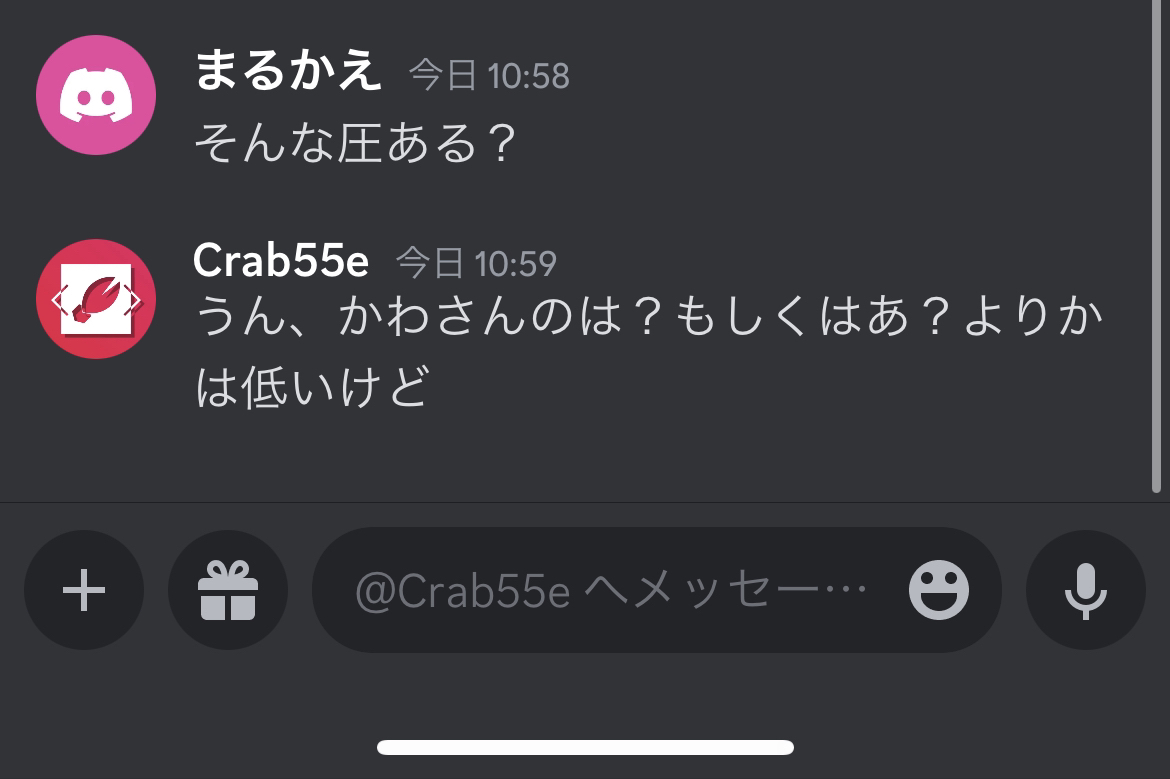 まるかえ 今日 10:58
そんな圧ある？
Crab55e 今日 10:59
うん、かわさんのは？もしくはあ？よりか
は低いけど
@Crab55e へメッセー…